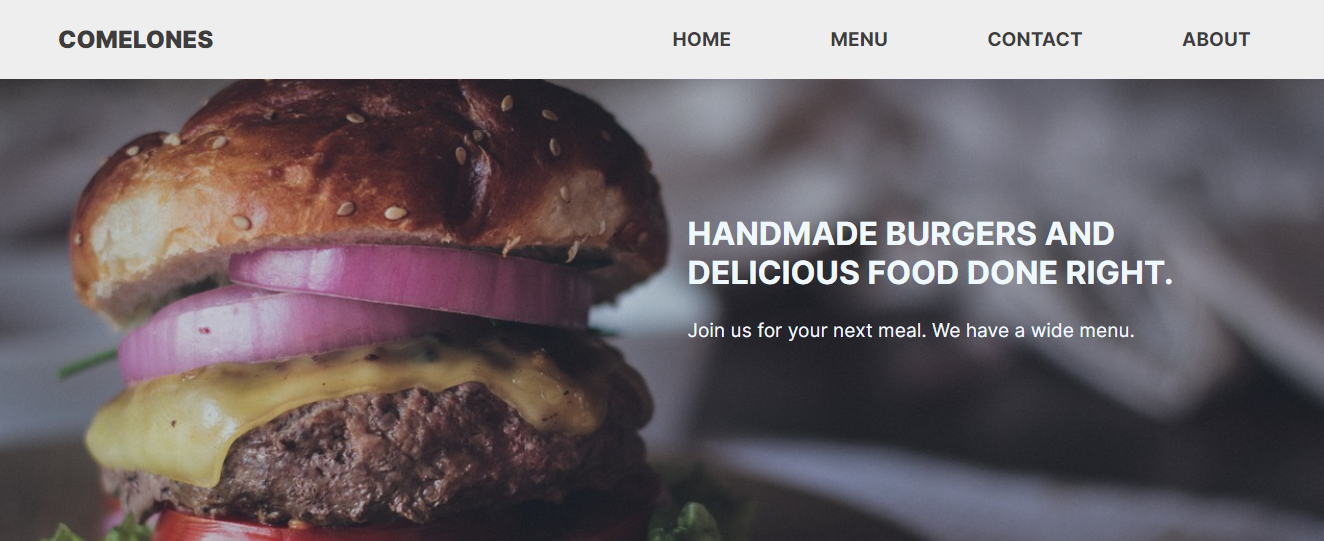 COMELONES
HOME
MENU
CONTACT
ABOUT
HANDMADE BURGERS AND
DELICIOUS FOOD DONE RIGHT.
Join us for your next meal. We have a wide menu.